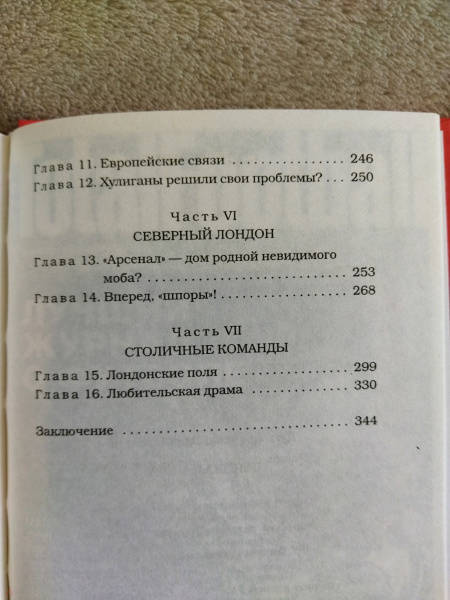 Глава 11. Европейские связи ................ 246
Глава 12. Хулиганы решили свои проблемы? ... 250
Часть VI
СЕВЕРНЫЙ ЛОНДОН
Глава 13. «Арсенал» — дом родной невидимого
моба? ........................ 253
Глава 14. Вперед, «шпоры»! ................. 268
Часть VII
СТОЛИЧНЫЕ КОМАНДЫ
Глава 15. Лондонские поля .................. 299
Глава 16. Любительская драма ............... 330
Заключение ............................. 344